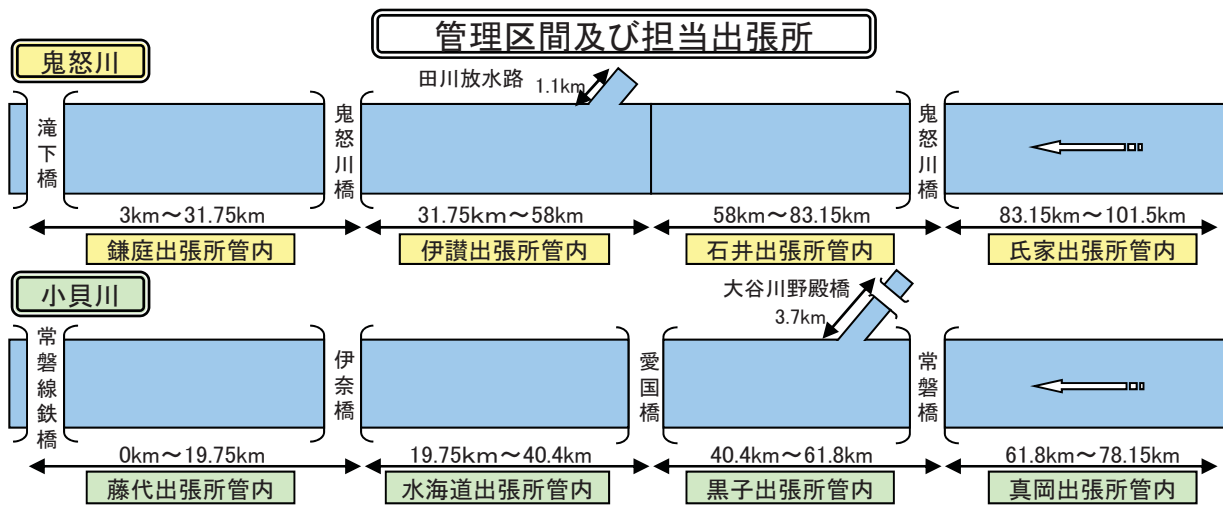 管理区間及び担当出張所
鬼怒川
田川放水路
1.1km
滝下橋
鬼怒川橋
鬼怒川橋
3km～31.75km
31.75km～58km
58km～83.15km
83.15km～101.5km
鎌庭出張所管内
伊讃出張所管内
石井出張所管内
氏家出張所管内
小貝川
大谷川野殿橋
3.7km
常磐線鉄橋
伊奈橋
愛国橋
常磐橋
0km～19.75km
19.75km～40.4km
40.4km～61.8km
61.8km～78.15km
藤代出張所管内
水海道出張所管内
黒子出張所管内
真岡出張所管内